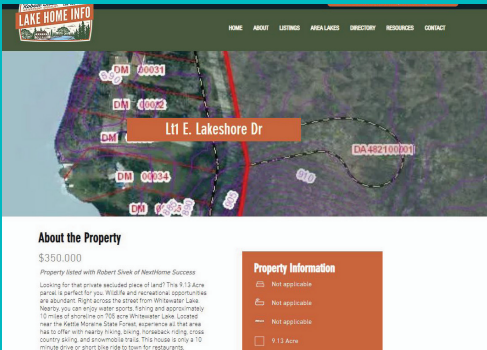 LAKE HOME INFO
HOME ABOUT LISTINGS AREA LAKES DIRECTORY RESOURCES CONTACT
DM 00031
890
DM 00032
Lt1 E. Lakeshore Dr
DM
DA482100001
DM 00034
910
905
DM
890
About the Property
$350.000
Property listed with Robert Sivek of NextHome Success
Looking for that private secluded piece of land? This 9.13 Acre
parcel is perfect for you. Wildlife and recreational opportunities
are abundant. Right across the street from Whitewater Lake.
Nearby, you can enjoy water sports, fishing and approximately
10 miles of shoreline on 705 acre Whitewater Lake. Located
near the Kettle Moraine State Forest, experience all that area
has to offer with nearby hiking, biking, horseback riding, cross
country skiing, and snowmobile trails. This house is only a 10
minute drive or short bike ride to town for restaurants,
Property Information
Not applicable
Not applicable
Not applicable
9.13 Acre